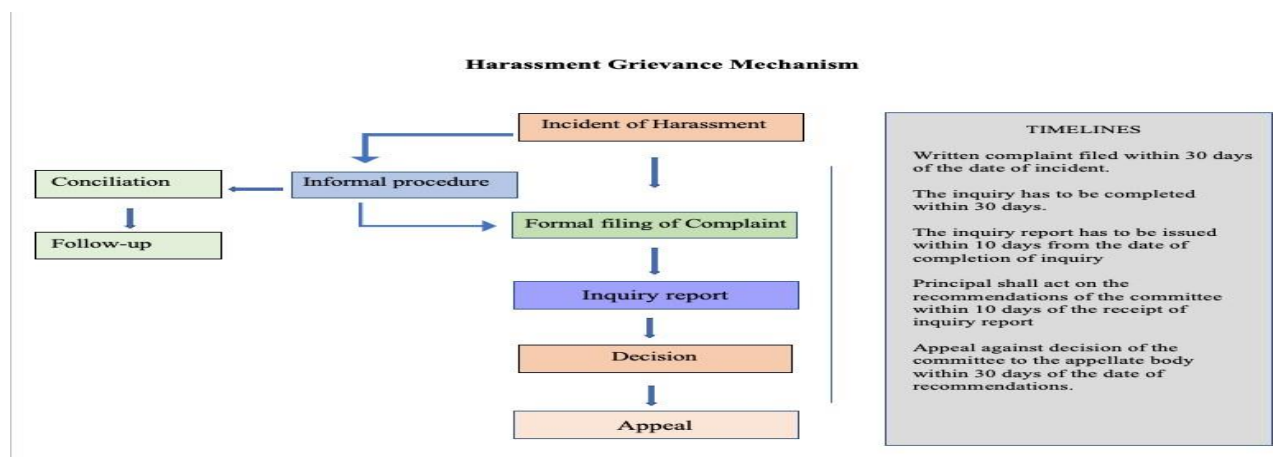 Harassment Grievance Mechanism
Incident of Harassment
Informal procedure
Conciliation
Follow-up
Formal filing of Complaint
Inquiry report
Decision
Appeal
TIMELINES
Written complaint filed within 30 days
of the date of incident.
The inquiry has to be completed
within 30 days.
The inquiry report has to be issued
within 10 days from the date of
completion of inquiry
Principal shall act on the
recommendations of the committee
within 10 days of the receipt of
inquiry report
Appeal against decision of the
committee to the appellate body
within 30 days of the date of
recommendations.